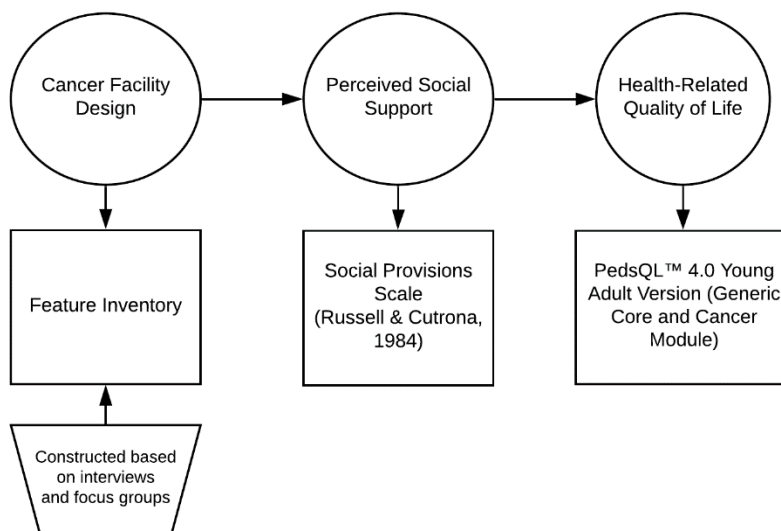 Cancer Facility
Design
Perceived Social
Support
Health-Related
Quality of Life
Feature Inventory
Social Provisions
Scale
(Russell & Cutrona,
1984)
PedsQL™ 4.0 Young
Adult Version (Generic
Core and Cancer
Module)
Constructed based
on interviews
and focus groups